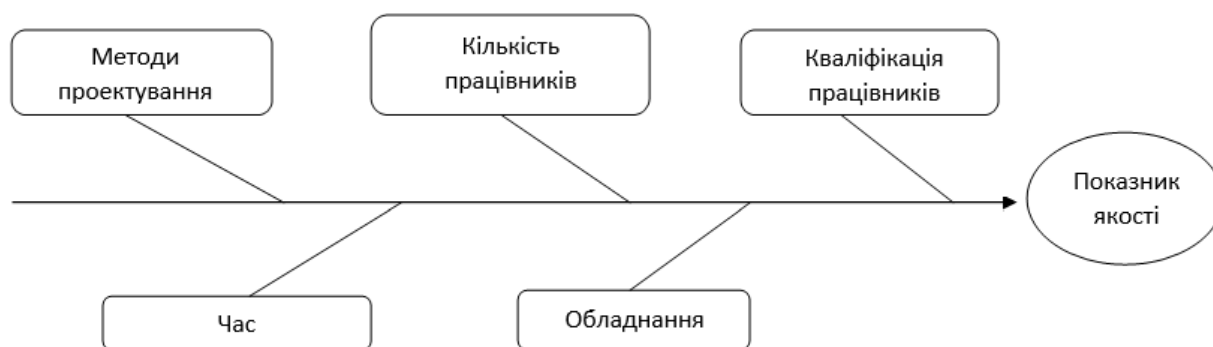 Методи
проектування
Кількість
працівників
Кваліфікація
працівників
Показник
якості
Час
Обладнання